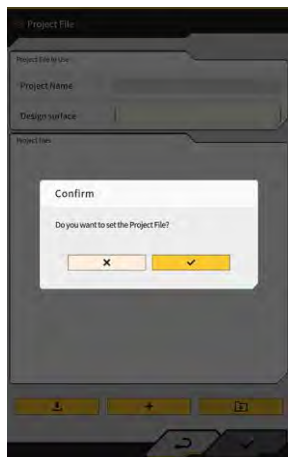 Project File
Project File in Use
Project Name
Design surface
Project Files
Confirm
Do you want to set the Project File?